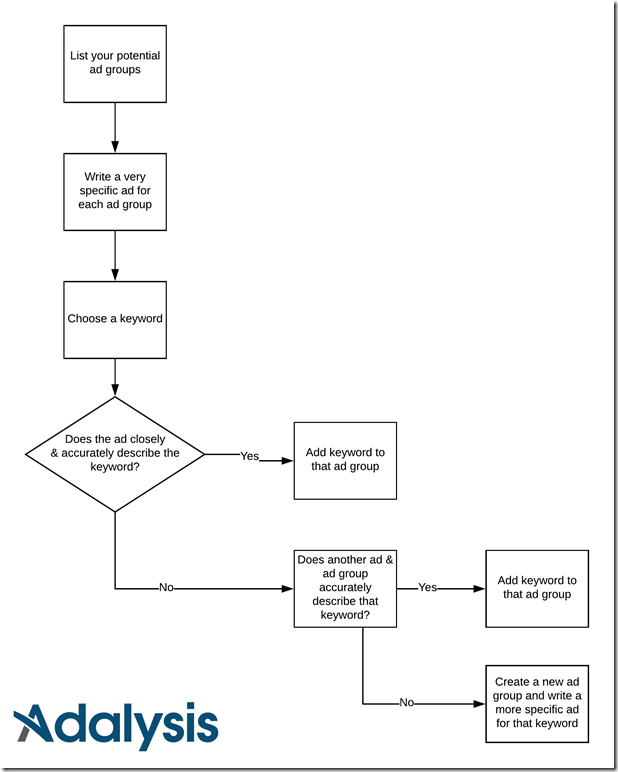 List your potential
ad groups
Write a very
specific ad for
each ad group
Choose a keyword
Does the ad closely
& accurately describe the
keyword?
Yes
Add keyword to
that ad group
No
Does another ad &
ad group
accurately
describe that
keyword?
Yes
Add keyword to
that ad group
No
Create a new ad
group and write a
more specific ad
for that keyword
Adalysis